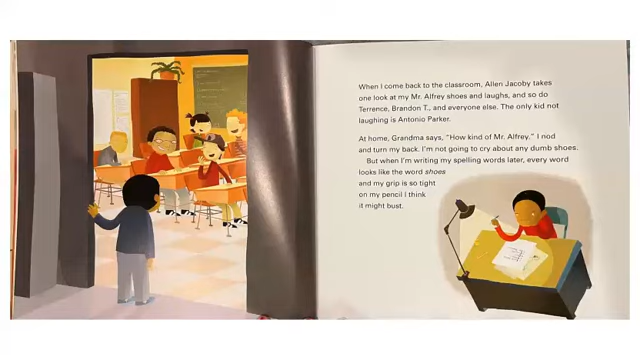 When I come back to the classroom, Allen Jacoby takes
one look at my Mr. Alfrey shoes and laughs, and so do
Terrence, Brandon T., and everyone else. The only kid not
laughing is Antonio Parker.
At home, Grandma says, “How kind of Mr. Alfrey.” I nod
and turn my back. I’m not going to cry about any dumb shoes.
But when I’m writing my spelling words later, every word
looks like the word shoes
and my grip is so tight
on my pencil I think
it might bust.